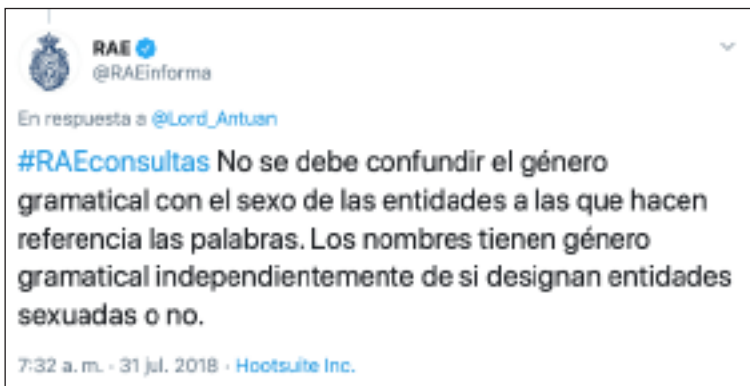 RAE
@RAEinforma
En respuesta a @Lord_Antuan
#RAEconsultas No se debe confundir el género
gramatical con el sexo de las entidades a las que hacen
referencia las palabras. Los nombres tienen género
gramatical independientemente de si designan entidades
sexuadas o no.
7:32 a. m. · 31 jul. 2018 · Hootsuite Inc.